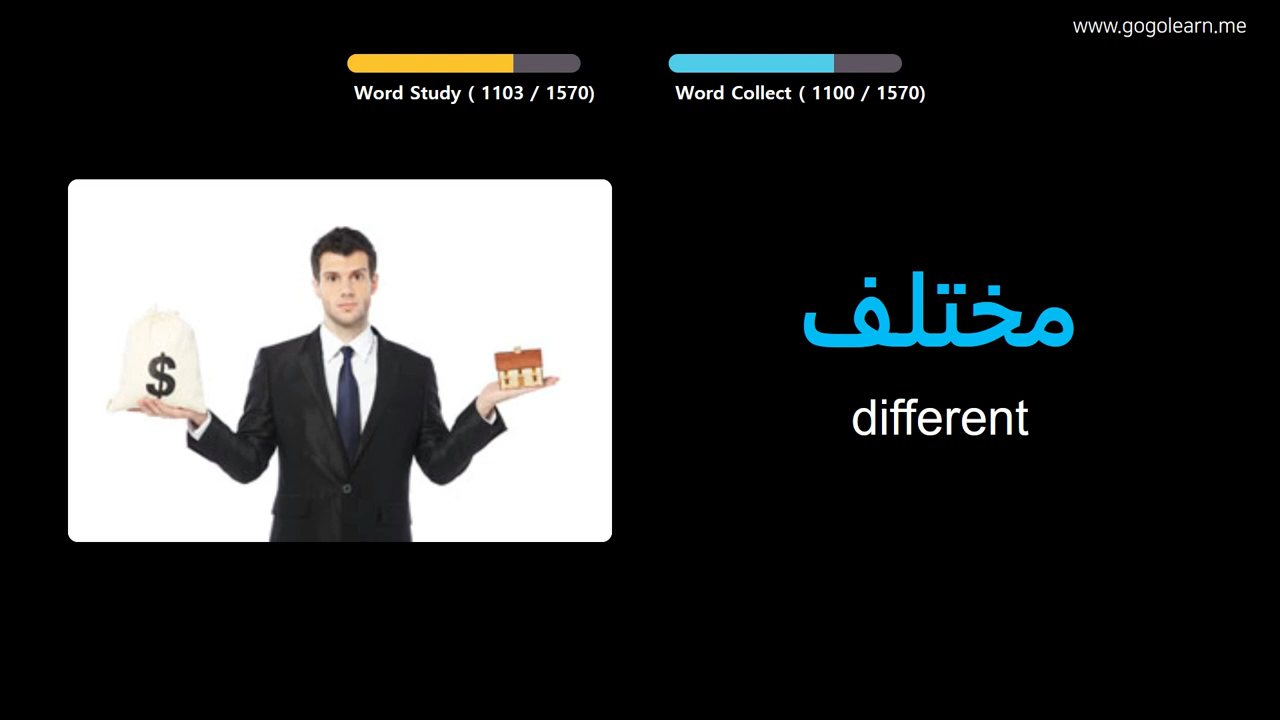 www.gogolearn.me
Word Study ( 1103 / 1570)
Word Collect ( 1100 / 1570)
$
مختلف
different